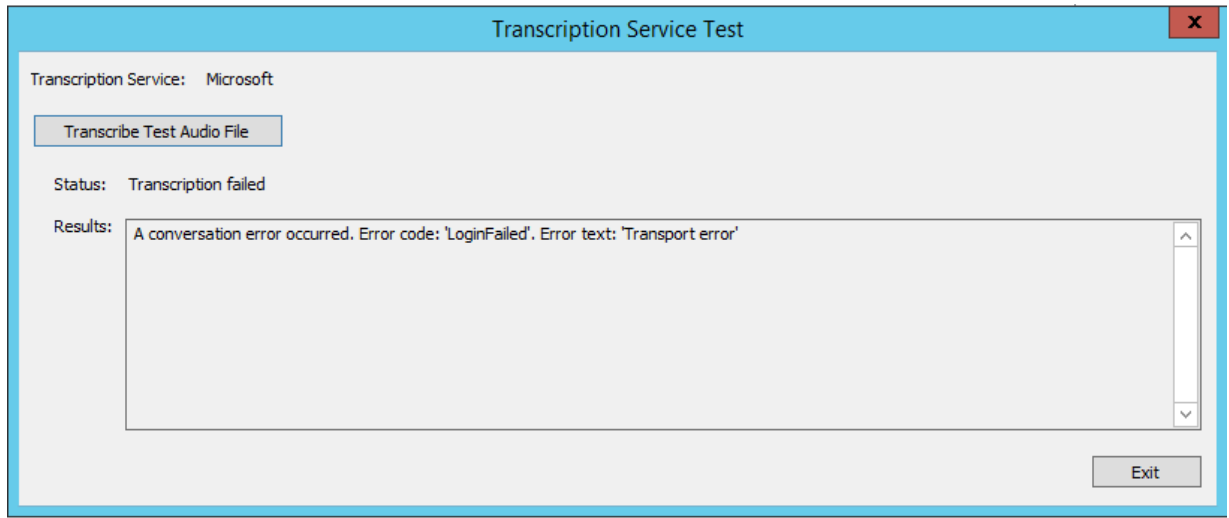 Transcription Service Test
x
Transcription Service: Microsoft
Transcribe Test Audio File
Status: Transcription failed
Results: A conversation error occurred. Error code: 'LoginFailed'. Error text: 'Transport error'
Exit